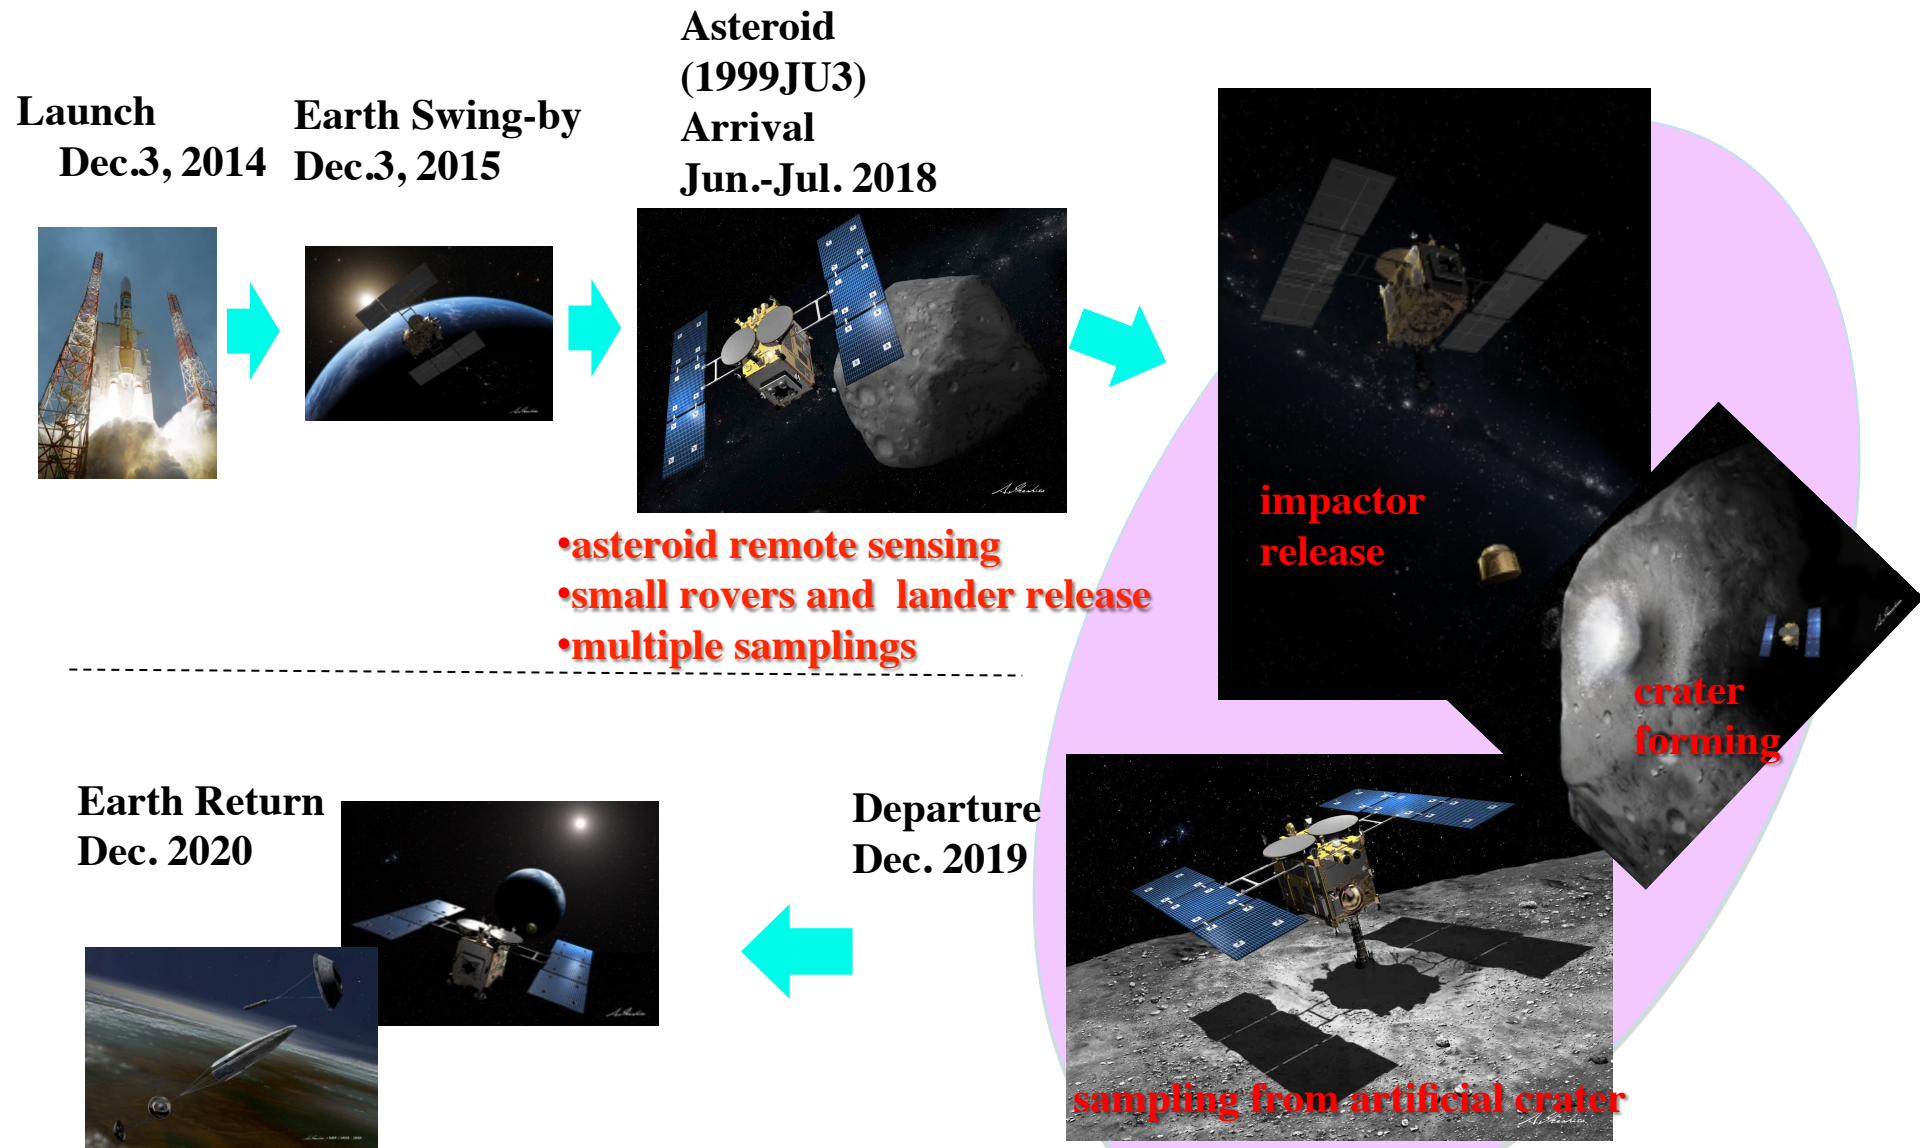 Launch
Dec.3, 2014
Earth Swing-by
Dec.3, 2015
Asteroid
(1999JU3)
Arrival
Jun.-Jul. 2018
•asteroid remote sensing
•small rovers and lander release
•multiple samplings
impactor
release
crater
forming
sampling from artificial crater
Departure
Dec. 2019
Earth Return
Dec. 2020